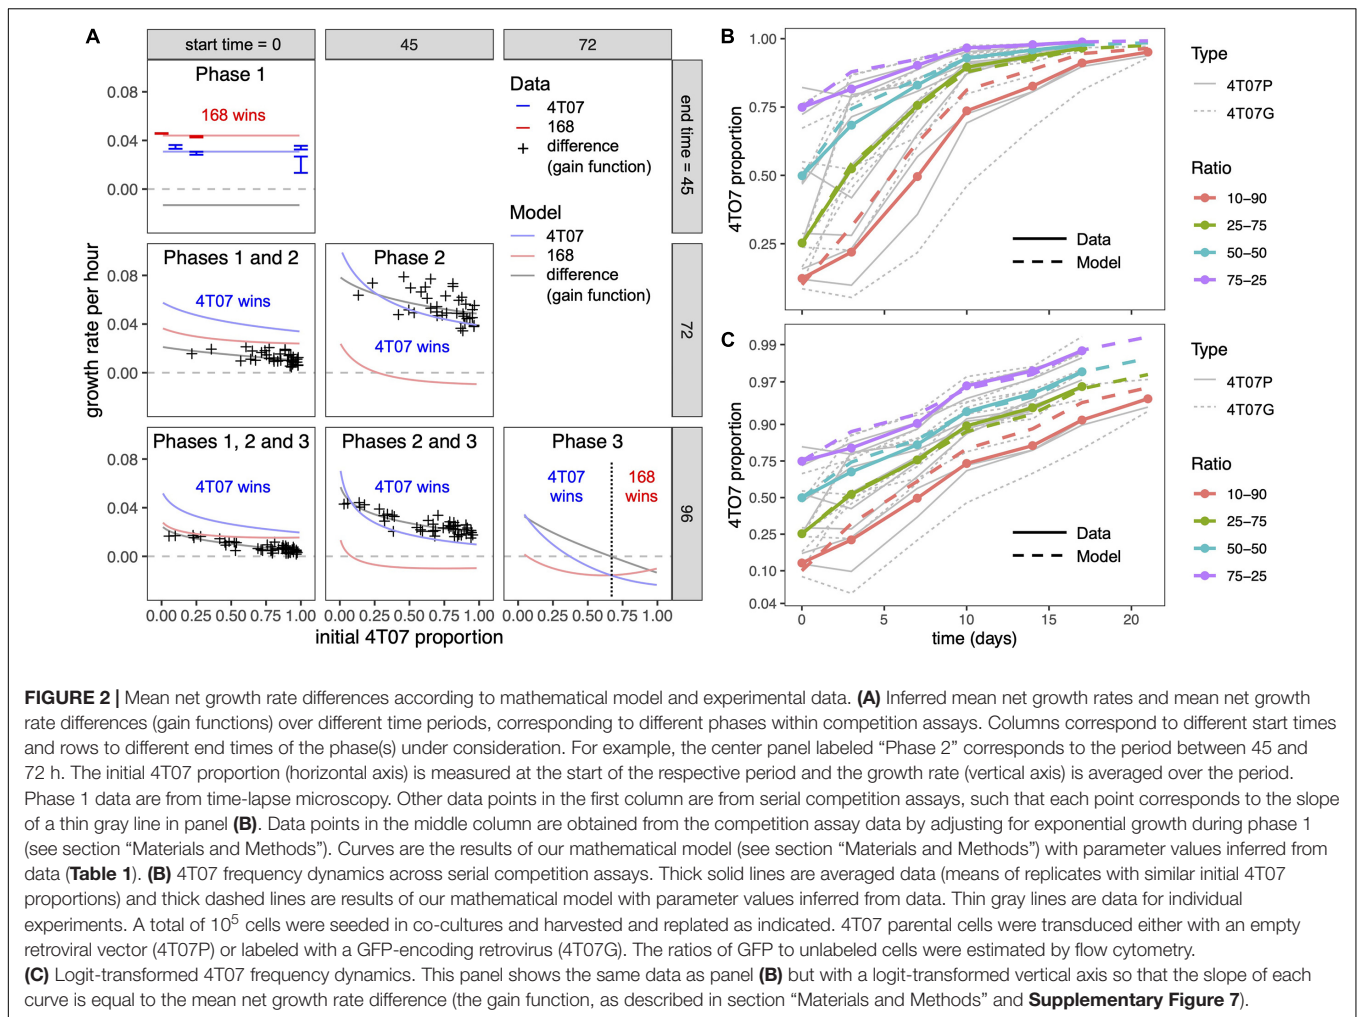 A
start time = 0
45
72
Phase 1
168 wins
0.08
0.04
0.00
end time = 45
Data
4T07
168
difference
(gain function)
Model
4T07
168
difference
(gain function)
growth rate per hour
Phases 1 and 2
4T07 wins
0.08
0.04
0.00
Phase 2
4T07 wins
72
Phases 1, 2 and 3
4T07 wins
0.08
0.04
0.00
Phases 2 and 3
4T07 wins
Phase 3
4T07
wins
168
wins
96
0.00 0.25 0.50 0.75 1.00
0.00 0.25 0.50 0.75 1.00
0.00 0.25 0.50 0.75 1.00
initial 4T07 proportion
B
1.00
0.75
0.50
0.25
4TO7 proportion
Data
Model
Type
4T07P
4T07G
Ratio
10–90
25–75
50–50
75–25
C
0.99
0.97
0.90
0.75
0.50
0.25
0.10
0.04
4TO7 proportion
Data
Model
0 5 10 15 20
time (days)
Type
4T07P
4T07G
Ratio
10–90
25–75
50–50
75–25
FIGURE 2 | Mean net growth rate differences according to mathematical model and experimental data. (A) Inferred mean net growth rates and mean net growth
rate differences (gain functions) over different time periods, corresponding to different phases within competition assays. Columns correspond to different start times
and rows to different end times of the phase(s) under consideration. For example, the center panel labeled “Phase 2” corresponds to the period between 45 and
72 h. The initial 4T07 proportion (horizontal axis) is measured at the start of the respective period and the growth rate (vertical axis) is averaged over the period.
Phase 1 data are from time-lapse microscopy. Other data points in the first column are from serial competition assays, such that each point corresponds to the slope
of a thin gray line in panel (B). Data points in the middle column are obtained from the competition assay data by adjusting for exponential growth during phase 1
(see section “Materials and Methods”). Curves are the results of our mathematical model (see section “Materials and Methods”) with parameter values inferred from
data (Table 1). (B) 4T07 frequency dynamics across serial competition assays. Thick solid lines are averaged data (means of replicates with similar initial 4T07
proportions) and thick dashed lines are results of our mathematical model with parameter values inferred from data. Thin gray lines are data for individual
experiments. A total of 10⁵ cells were seeded in co-cultures and harvested and replated as indicated. 4T07 parental cells were transduced either with an empty
retroviral vector (4T07P) or labeled with a GFP-encoding retrovirus (4T07G). The ratios of GFP to unlabeled cells were estimated by flow cytometry.
(C) Logit-transformed 4T07 frequency dynamics. This panel shows the same data as panel (B) but with a logit-transformed vertical axis so that the slope of each
curve is equal to the mean net growth rate difference (the gain function, as described in section “Materials and Methods” and Supplementary Figure 7).